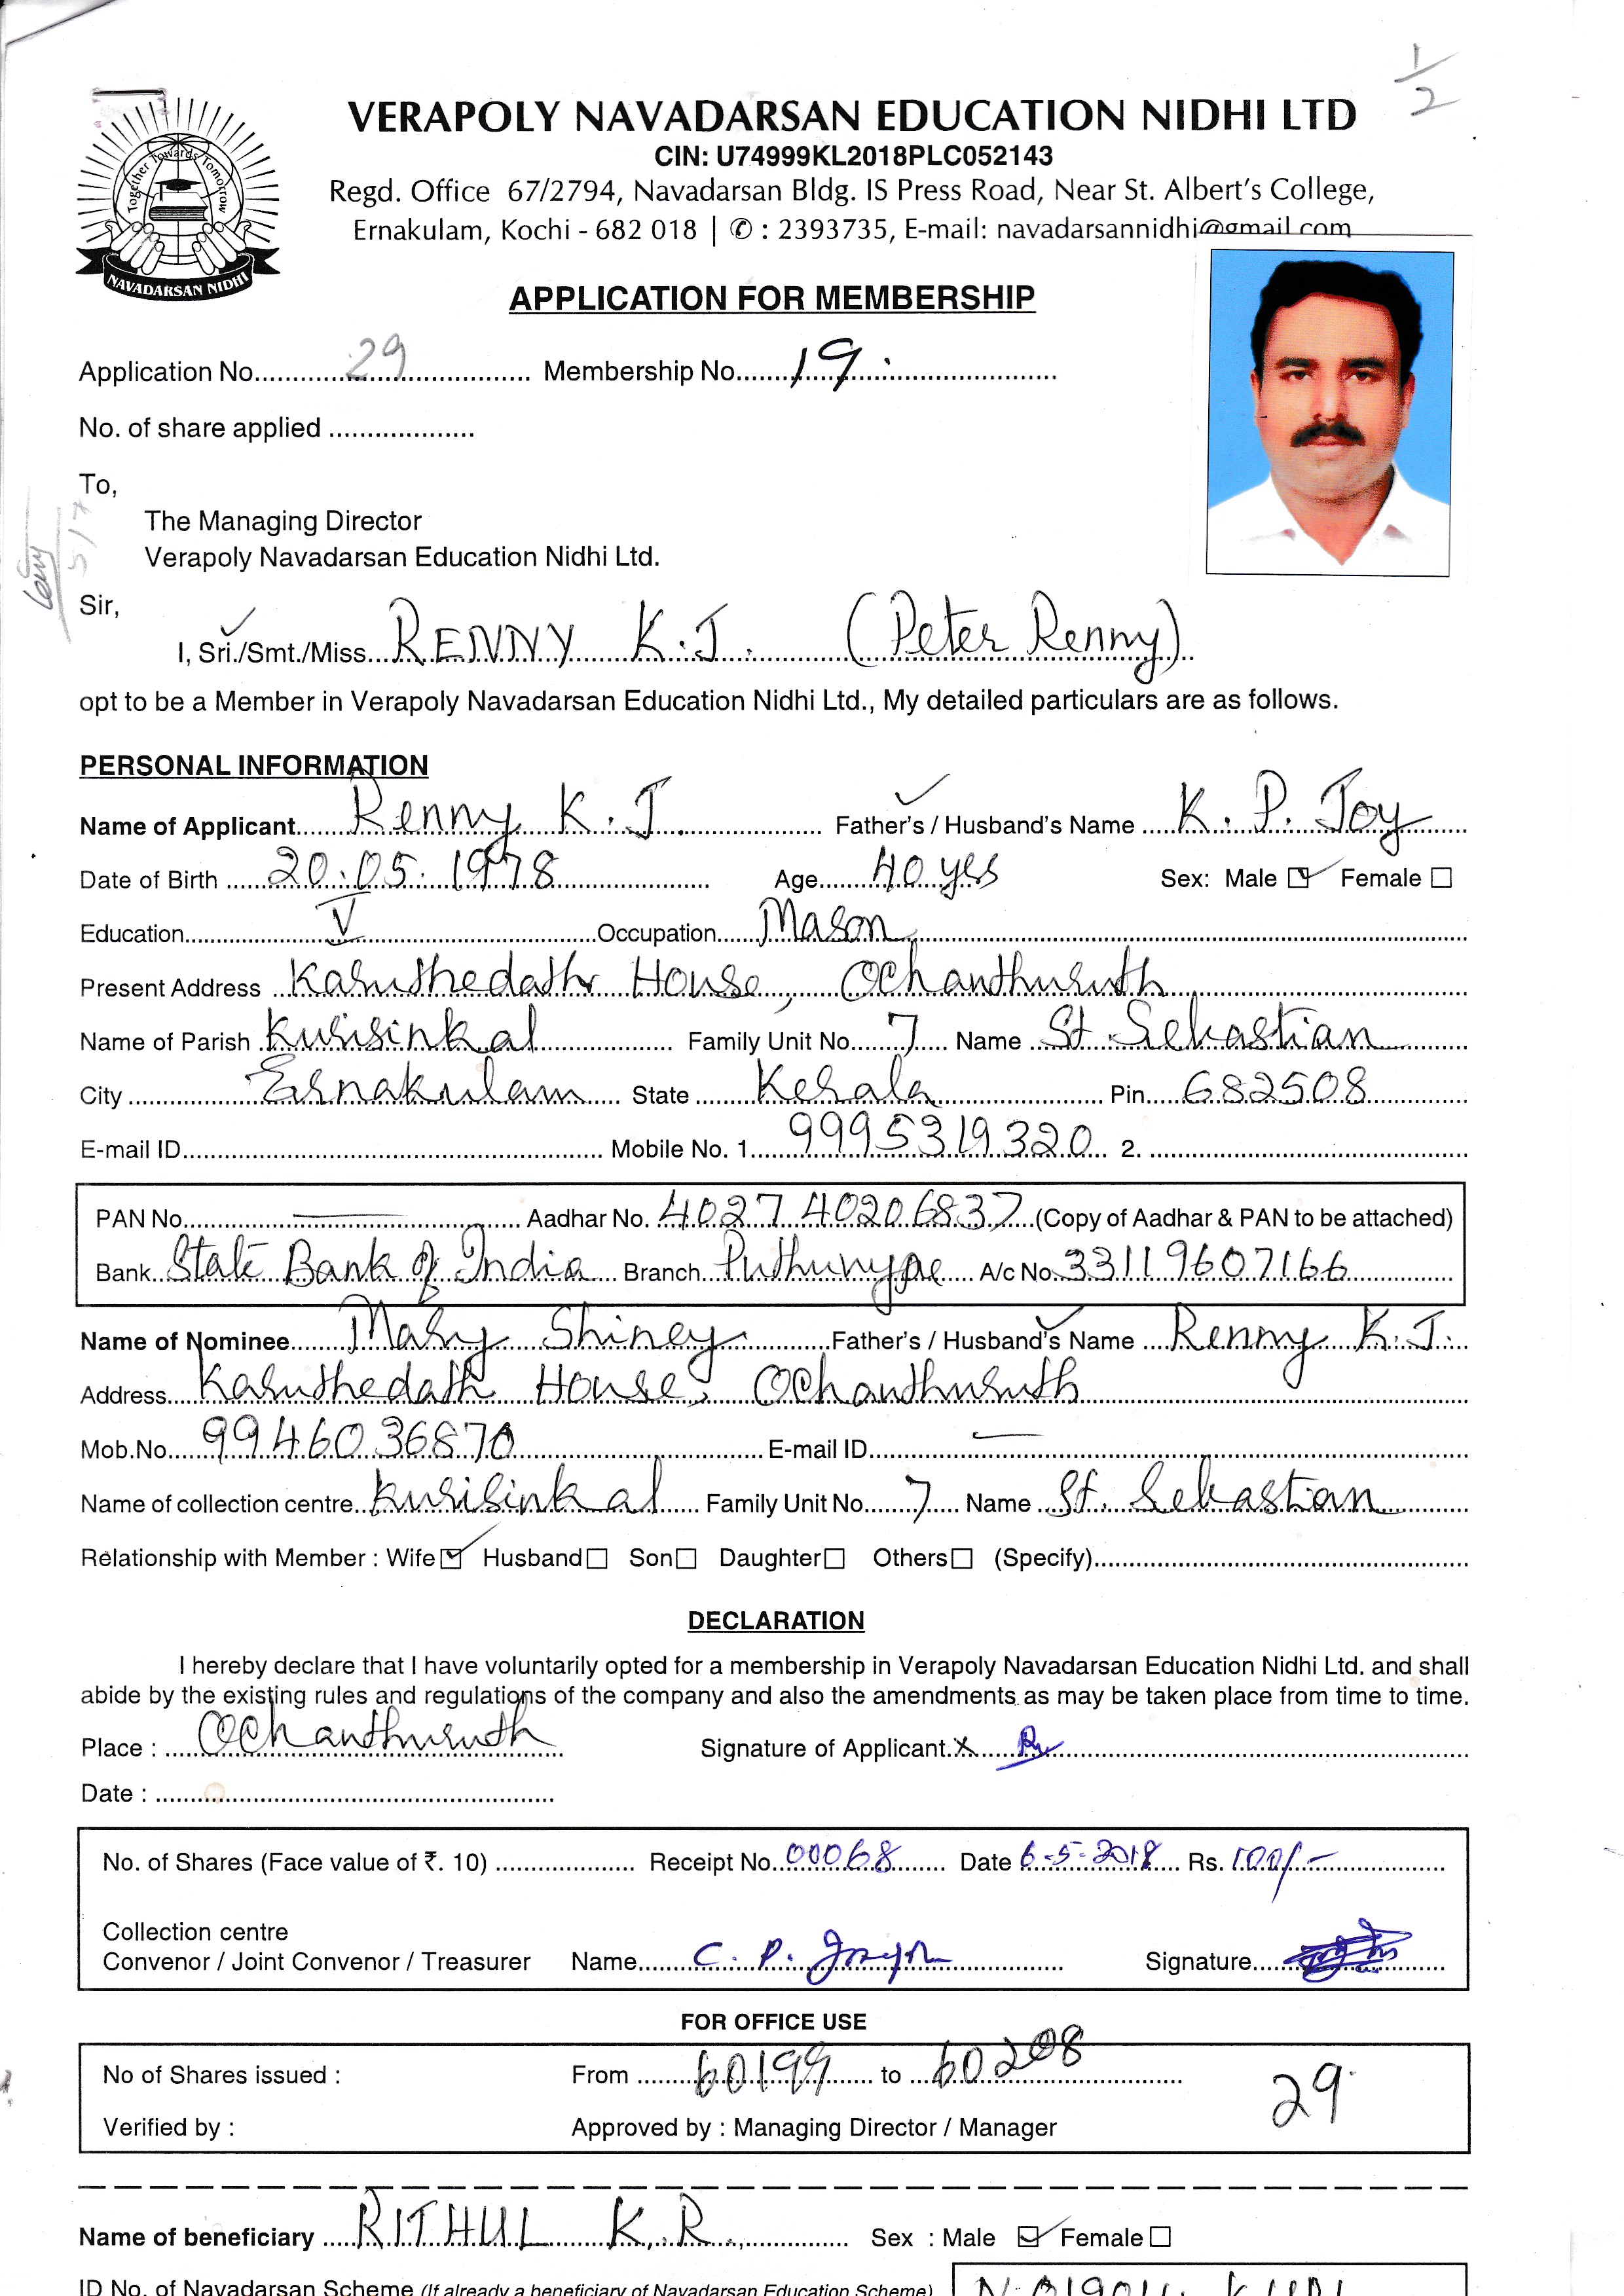 1/2
VERAPOLY NAVADARSAN EDUCATION NIDHI LTD
CIN: U74999KL2018PLC052143
Regd. Office 67/2794, Navadarsan Bldg. IS Press Road, Near St. Albert's College,
Ernakulam, Kochi - 682 018 | ✆ : 2393735, E-mail: navadarsannidhi@gmail.com
Together Towards Tomorrow
NAVADARSAN NIDHI
APPLICATION FOR MEMBERSHIP
Application No. 29 Membership No. 19.
No. of share applied
To,
The Managing Director
Verapoly Navadarsan Education Nidhi Ltd.
5/7
Sir,
I, Sri./Smt./Miss RENNY K.J. (Peter Renny)
opt to be a Member in Verapoly Navadarsan Education Nidhi Ltd., My detailed particulars are as follows.
PERSONAL INFORMATION
Name of Applicant Renny K.J. Father's / Husband's Name K. P. Joy
Date of Birth 20.05.1978 Age 40 yrs Sex: Male ☑ Female ☐
Education V Occupation Mason
Present Address Karuthedath House, Ochanthuruth
Name of Parish Kurisinkal Family Unit No. 7 Name St. Sebastian
City Ernakulam State Kerala Pin 682508
E-mail ID Mobile No. 1 9995319320 2.
PAN No. — Aadhar No. 4027 4020 6837 (Copy of Aadhar & PAN to be attached)
Bank State Bank of India Branch Puthuvype A/c No. 33119607166
Name of Nominee Mary Shiney Father's / Husband's Name Renny K.J.
Address Karuthedath House, Ochanthuruth
Mob.No. 9946036870 E-mail ID —
Name of collection centre Kurisinkal Family Unit No. 7 Name St. Sebastian
Relationship with Member : Wife ☑ Husband ☐ Son ☐ Daughter ☐ Others ☐ (Specify)
DECLARATION
I hereby declare that I have voluntarily opted for a membership in Verapoly Navadarsan Education Nidhi Ltd. and shall
abide by the existing rules and regulations of the company and also the amendments as may be taken place from time to time.
Place : Ochanthuruth Signature of Applicant. X
Date :
No. of Shares (Face value of ₹. 10) Receipt No. 00068 Date 6-5-2018 Rs. 100/-
Collection centre
Convenor / Joint Convenor / Treasurer Name C. P. Joseph Signature
FOR OFFICE USE
No of Shares issued : From 60199 to 60208
29
Verified by : Approved by : Managing Director / Manager
Name of beneficiary RITHUL K.R. Sex : Male ☑ Female ☐
ID No. of Navadarsan Scheme (If already a beneficiary of Navadarsan Education Scheme)